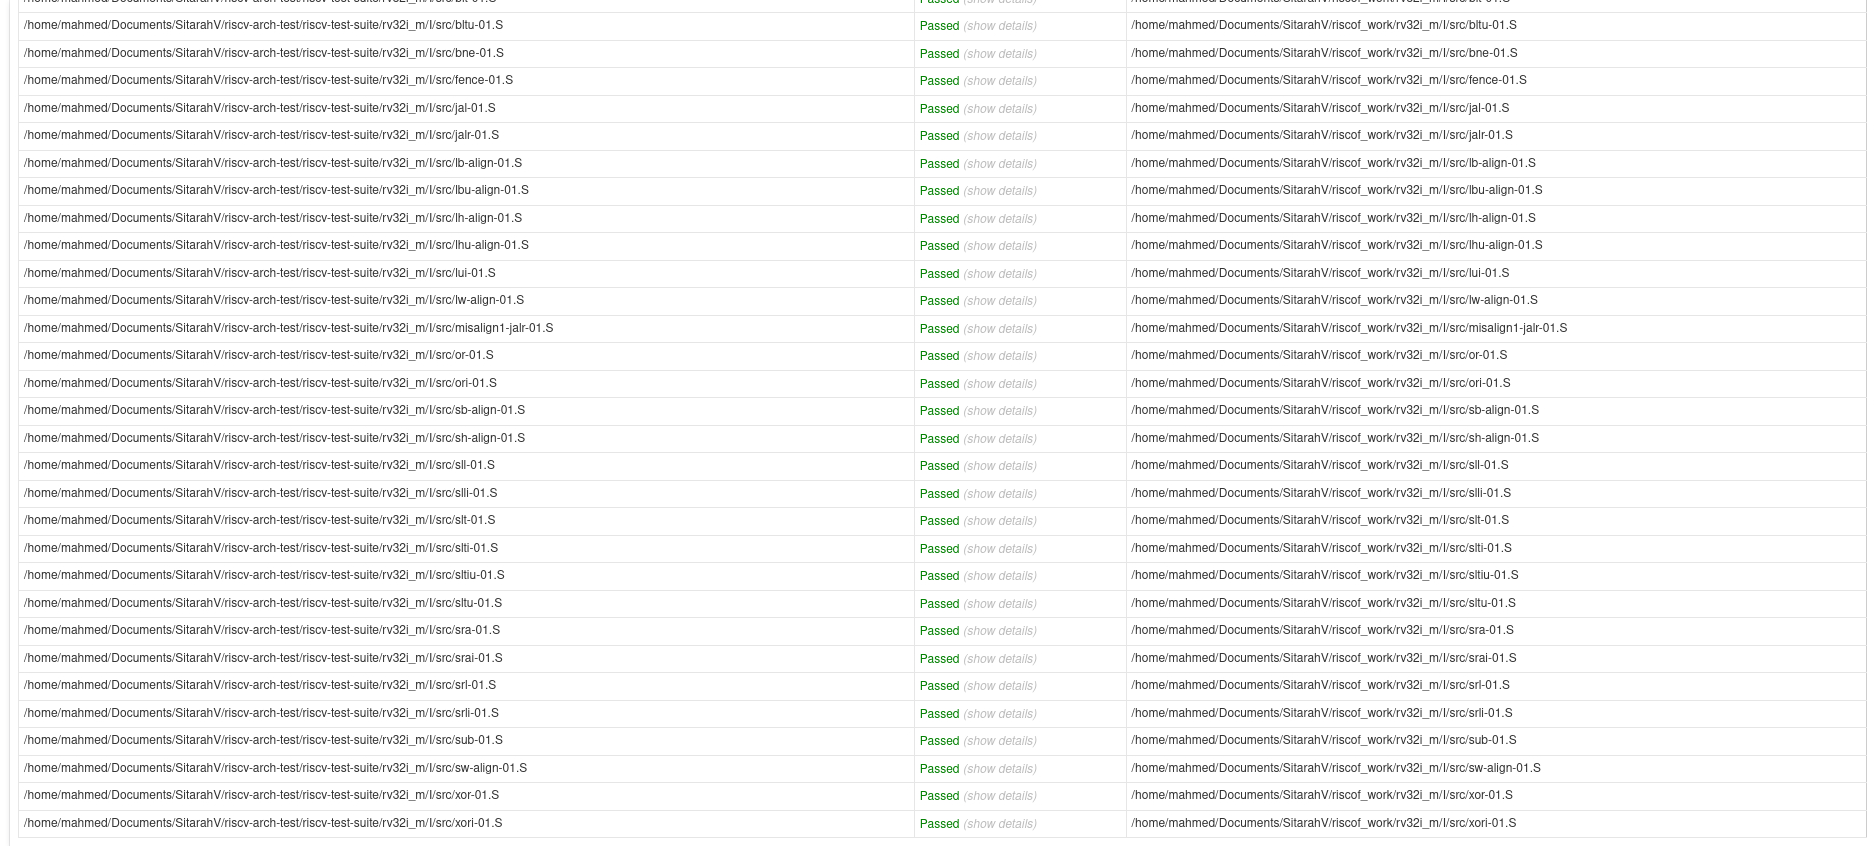 /home/mahmed/Documents/SitarahV/riscv-arch-test/riscv-test-suite/rv32i_m/I/src/blt-01.S Passed (show details) /home/mahmed/Documents/SitarahV/riscof_work/rv32i_m/I/src/blt-01.S
/home/mahmed/Documents/SitarahV/riscv-arch-test/riscv-test-suite/rv32i_m/I/src/bltu-01.S Passed (show details) /home/mahmed/Documents/SitarahV/riscof_work/rv32i_m/I/src/bltu-01.S
/home/mahmed/Documents/SitarahV/riscv-arch-test/riscv-test-suite/rv32i_m/I/src/bne-01.S Passed (show details) /home/mahmed/Documents/SitarahV/riscof_work/rv32i_m/I/src/bne-01.S
/home/mahmed/Documents/SitarahV/riscv-arch-test/riscv-test-suite/rv32i_m/I/src/fence-01.S Passed (show details) /home/mahmed/Documents/SitarahV/riscof_work/rv32i_m/I/src/fence-01.S
/home/mahmed/Documents/SitarahV/riscv-arch-test/riscv-test-suite/rv32i_m/I/src/jal-01.S Passed (show details) /home/mahmed/Documents/SitarahV/riscof_work/rv32i_m/I/src/jal-01.S
/home/mahmed/Documents/SitarahV/riscv-arch-test/riscv-test-suite/rv32i_m/I/src/jalr-01.S Passed (show details) /home/mahmed/Documents/SitarahV/riscof_work/rv32i_m/I/src/jalr-01.S
/home/mahmed/Documents/SitarahV/riscv-arch-test/riscv-test-suite/rv32i_m/I/src/lb-align-01.S Passed (show details) /home/mahmed/Documents/SitarahV/riscof_work/rv32i_m/I/src/lb-align-01.S
/home/mahmed/Documents/SitarahV/riscv-arch-test/riscv-test-suite/rv32i_m/I/src/lbu-align-01.S Passed (show details) /home/mahmed/Documents/SitarahV/riscof_work/rv32i_m/I/src/lbu-align-01.S
/home/mahmed/Documents/SitarahV/riscv-arch-test/riscv-test-suite/rv32i_m/I/src/lh-align-01.S Passed (show details) /home/mahmed/Documents/SitarahV/riscof_work/rv32i_m/I/src/lh-align-01.S
/home/mahmed/Documents/SitarahV/riscv-arch-test/riscv-test-suite/rv32i_m/I/src/lhu-align-01.S Passed (show details) /home/mahmed/Documents/SitarahV/riscof_work/rv32i_m/I/src/lhu-align-01.S
/home/mahmed/Documents/SitarahV/riscv-arch-test/riscv-test-suite/rv32i_m/I/src/lui-01.S Passed (show details) /home/mahmed/Documents/SitarahV/riscof_work/rv32i_m/I/src/lui-01.S
/home/mahmed/Documents/SitarahV/riscv-arch-test/riscv-test-suite/rv32i_m/I/src/lw-align-01.S Passed (show details) /home/mahmed/Documents/SitarahV/riscof_work/rv32i_m/I/src/lw-align-01.S
/home/mahmed/Documents/SitarahV/riscv-arch-test/riscv-test-suite/rv32i_m/I/src/misalign1-jalr-01.S Passed (show details) /home/mahmed/Documents/SitarahV/riscof_work/rv32i_m/I/src/misalign1-jalr-01.S
/home/mahmed/Documents/SitarahV/riscv-arch-test/riscv-test-suite/rv32i_m/I/src/or-01.S Passed (show details) /home/mahmed/Documents/SitarahV/riscof_work/rv32i_m/I/src/or-01.S
/home/mahmed/Documents/SitarahV/riscv-arch-test/riscv-test-suite/rv32i_m/I/src/ori-01.S Passed (show details) /home/mahmed/Documents/SitarahV/riscof_work/rv32i_m/I/src/ori-01.S
/home/mahmed/Documents/SitarahV/riscv-arch-test/riscv-test-suite/rv32i_m/I/src/sb-align-01.S Passed (show details) /home/mahmed/Documents/SitarahV/riscof_work/rv32i_m/I/src/sb-align-01.S
/home/mahmed/Documents/SitarahV/riscv-arch-test/riscv-test-suite/rv32i_m/I/src/sh-align-01.S Passed (show details) /home/mahmed/Documents/SitarahV/riscof_work/rv32i_m/I/src/sh-align-01.S
/home/mahmed/Documents/SitarahV/riscv-arch-test/riscv-test-suite/rv32i_m/I/src/sll-01.S Passed (show details) /home/mahmed/Documents/SitarahV/riscof_work/rv32i_m/I/src/sll-01.S
/home/mahmed/Documents/SitarahV/riscv-arch-test/riscv-test-suite/rv32i_m/I/src/slli-01.S Passed (show details) /home/mahmed/Documents/SitarahV/riscof_work/rv32i_m/I/src/slli-01.S
/home/mahmed/Documents/SitarahV/riscv-arch-test/riscv-test-suite/rv32i_m/I/src/slt-01.S Passed (show details) /home/mahmed/Documents/SitarahV/riscof_work/rv32i_m/I/src/slt-01.S
/home/mahmed/Documents/SitarahV/riscv-arch-test/riscv-test-suite/rv32i_m/I/src/slti-01.S Passed (show details) /home/mahmed/Documents/SitarahV/riscof_work/rv32i_m/I/src/slti-01.S
/home/mahmed/Documents/SitarahV/riscv-arch-test/riscv-test-suite/rv32i_m/I/src/sltiu-01.S Passed (show details) /home/mahmed/Documents/SitarahV/riscof_work/rv32i_m/I/src/sltiu-01.S
/home/mahmed/Documents/SitarahV/riscv-arch-test/riscv-test-suite/rv32i_m/I/src/sltu-01.S Passed (show details) /home/mahmed/Documents/SitarahV/riscof_work/rv32i_m/I/src/sltu-01.S
/home/mahmed/Documents/SitarahV/riscv-arch-test/riscv-test-suite/rv32i_m/I/src/sra-01.S Passed (show details) /home/mahmed/Documents/SitarahV/riscof_work/rv32i_m/I/src/sra-01.S
/home/mahmed/Documents/SitarahV/riscv-arch-test/riscv-test-suite/rv32i_m/I/src/srai-01.S Passed (show details) /home/mahmed/Documents/SitarahV/riscof_work/rv32i_m/I/src/srai-01.S
/home/mahmed/Documents/SitarahV/riscv-arch-test/riscv-test-suite/rv32i_m/I/src/srl-01.S Passed (show details) /home/mahmed/Documents/SitarahV/riscof_work/rv32i_m/I/src/srl-01.S
/home/mahmed/Documents/SitarahV/riscv-arch-test/riscv-test-suite/rv32i_m/I/src/srli-01.S Passed (show details) /home/mahmed/Documents/SitarahV/riscof_work/rv32i_m/I/src/srli-01.S
/home/mahmed/Documents/SitarahV/riscv-arch-test/riscv-test-suite/rv32i_m/I/src/sub-01.S Passed (show details) /home/mahmed/Documents/SitarahV/riscof_work/rv32i_m/I/src/sub-01.S
/home/mahmed/Documents/SitarahV/riscv-arch-test/riscv-test-suite/rv32i_m/I/src/sw-align-01.S Passed (show details) /home/mahmed/Documents/SitarahV/riscof_work/rv32i_m/I/src/sw-align-01.S
/home/mahmed/Documents/SitarahV/riscv-arch-test/riscv-test-suite/rv32i_m/I/src/xor-01.S Passed (show details) /home/mahmed/Documents/SitarahV/riscof_work/rv32i_m/I/src/xor-01.S
/home/mahmed/Documents/SitarahV/riscv-arch-test/riscv-test-suite/rv32i_m/I/src/xori-01.S Passed (show details) /home/mahmed/Documents/SitarahV/riscof_work/rv32i_m/I/src/xori-01.S